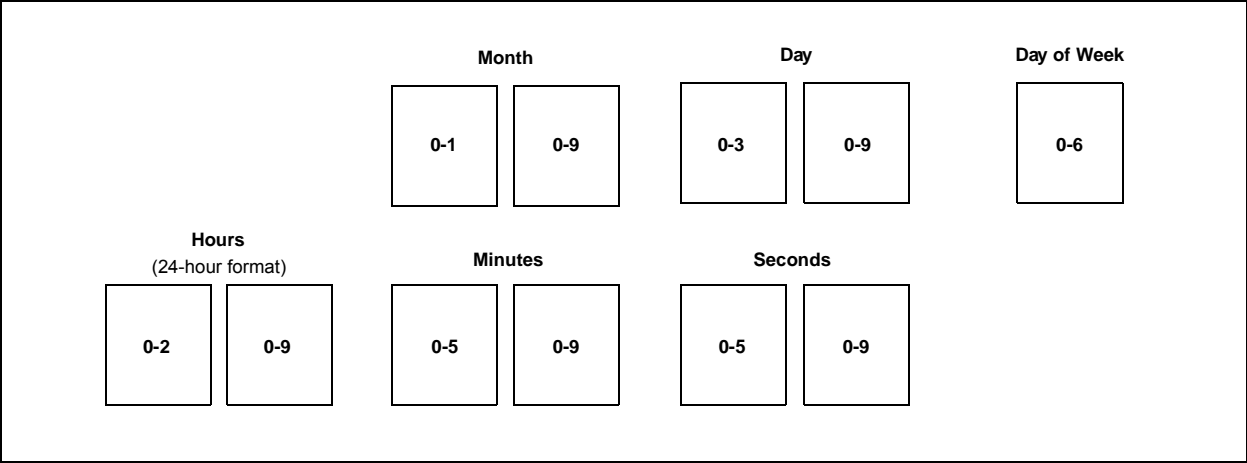 Month
Day
Day of Week
0-1 0-9
0-3 0-9
0-6
Hours
(24-hour format)
Minutes
Seconds
0-2 0-9
0-5 0-9
0-5 0-9